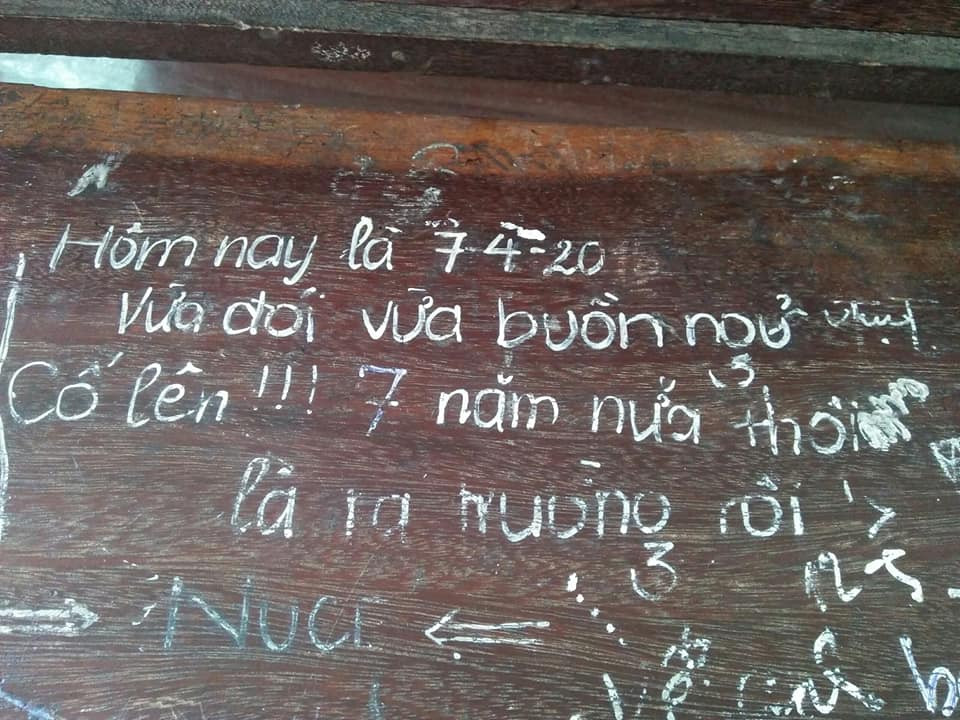 Hôm nay là 7-4-20
Vừa đói vừa buồn ngủ
Cố lên!!! 7 năm nữa thôi
là ra trường rồi
3